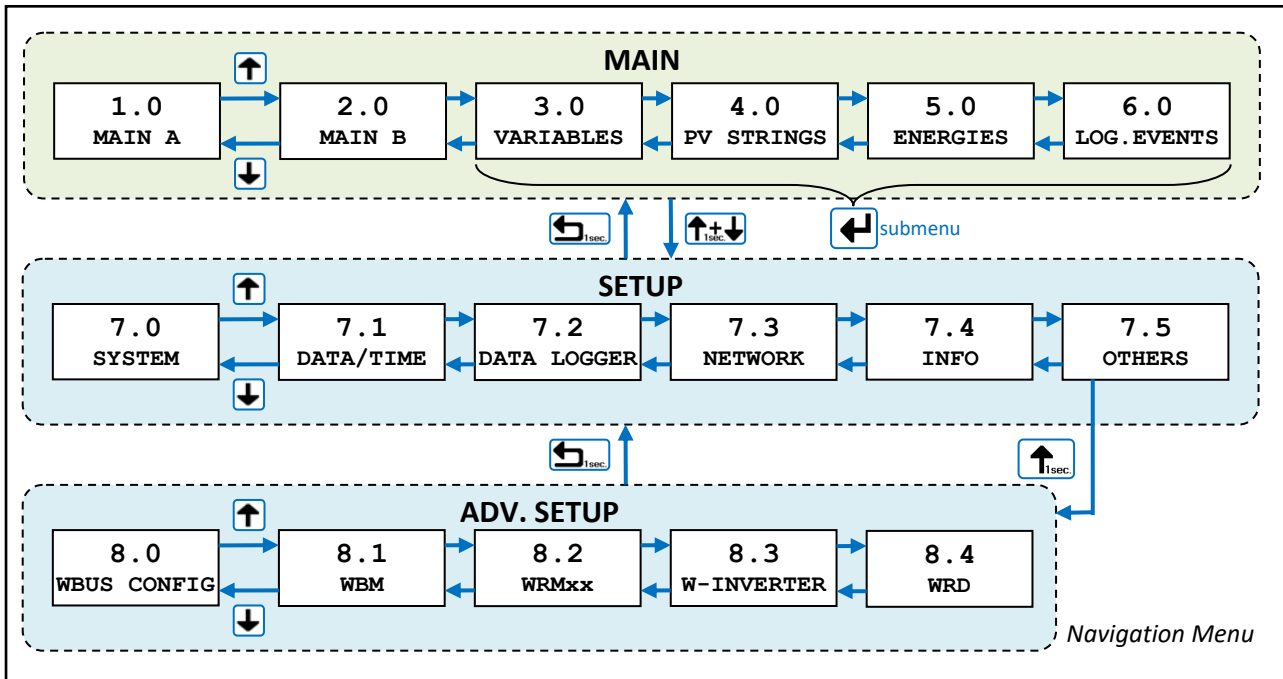 MAIN
1.0 2.0 3.0 4.0 5.0 6.0
MAIN A MAIN B VARIABLES PV STRINGS ENERGIES LOG.EVENTS
1sec. 1sec. + submenu
SETUP
7.0 7.1 7.2 7.3 7.4 7.5
SYSTEM DATA/TIME DATA LOGGER NETWORK INFO OTHERS
1sec. 1sec.
ADV. SETUP
8.0 8.1 8.2 8.3 8.4
WBUS CONFIG WBM WRMxx W-INVERTER WRD
Navigation Menu